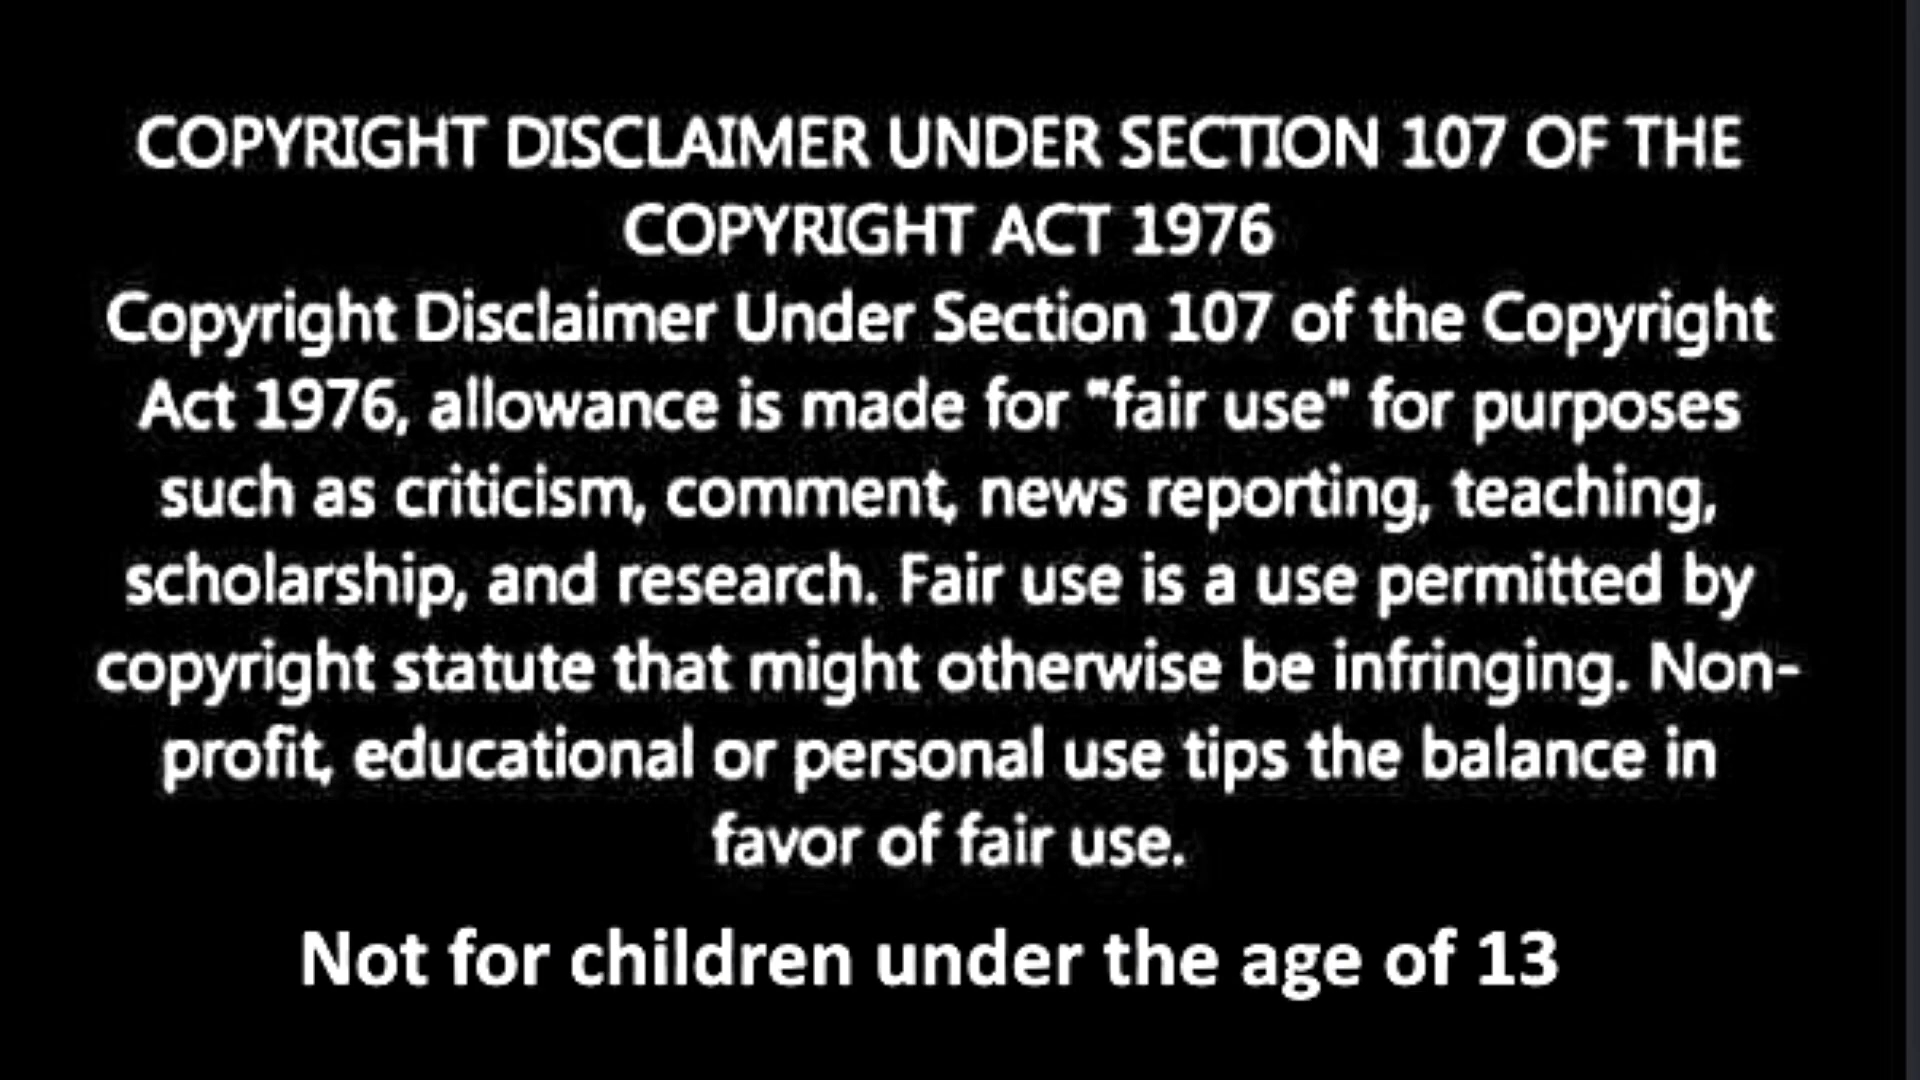 COPYRIGHT DISCLAIMER UNDER SECTION 107 OF THE
COPYRIGHT ACT 1976
Copyright Disclaimer Under Section 107 of the Copyright
Act 1976, allowance is made for "fair use" for purposes
such as criticism, comment, news reporting, teaching,
scholarship, and research. Fair use is a use permitted by
copyright statute that might otherwise be infringing. Non-
profit, educational or personal use tips the balance in
favor of fair use.
Not for children under the age of 13